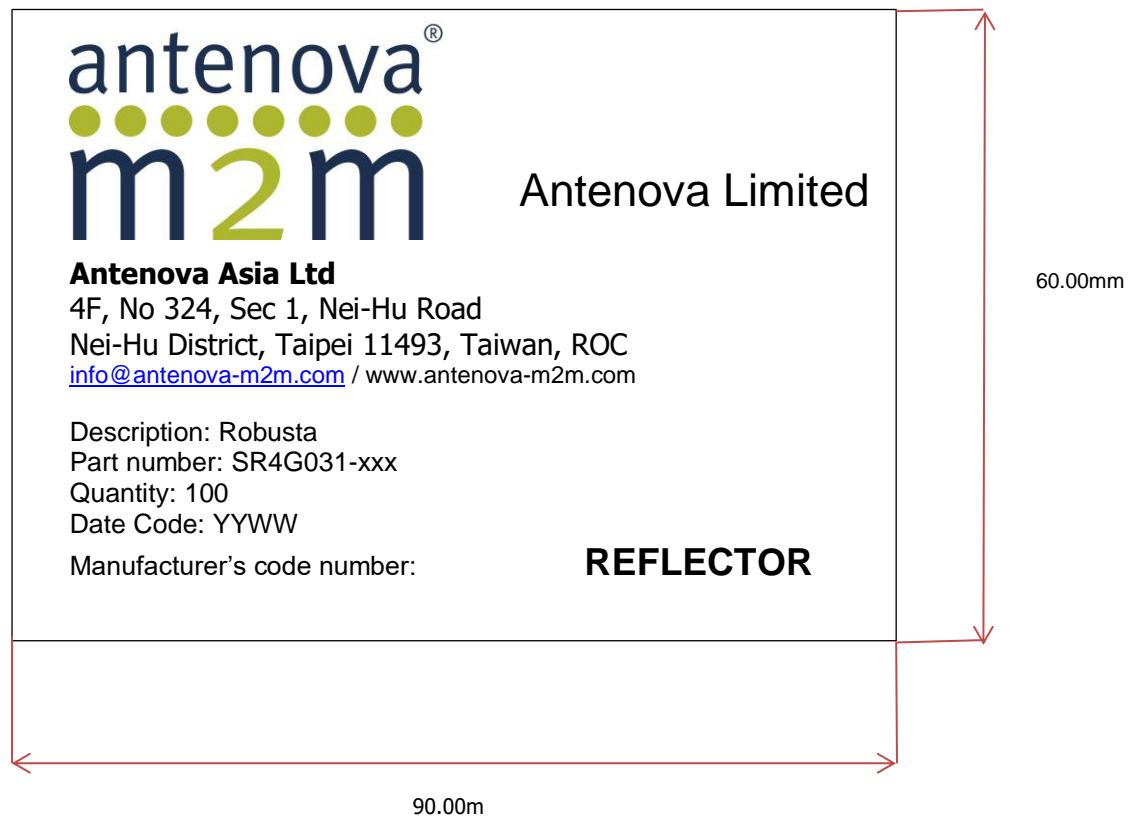 antenova®
m2m
Antenova Limited
Antenova Asia Ltd
4F, No 324, Sec 1, Nei-Hu Road
Nei-Hu District, Taipei 11493, Taiwan, ROC
info@antenova-m2m.com / www.antenova-m2m.com
Description: Robusta
Part number: SR4G031-xxx
Quantity: 100
Date Code: YYWW
Manufacturer’s code number: REFLECTOR
60.00mm
90.00m